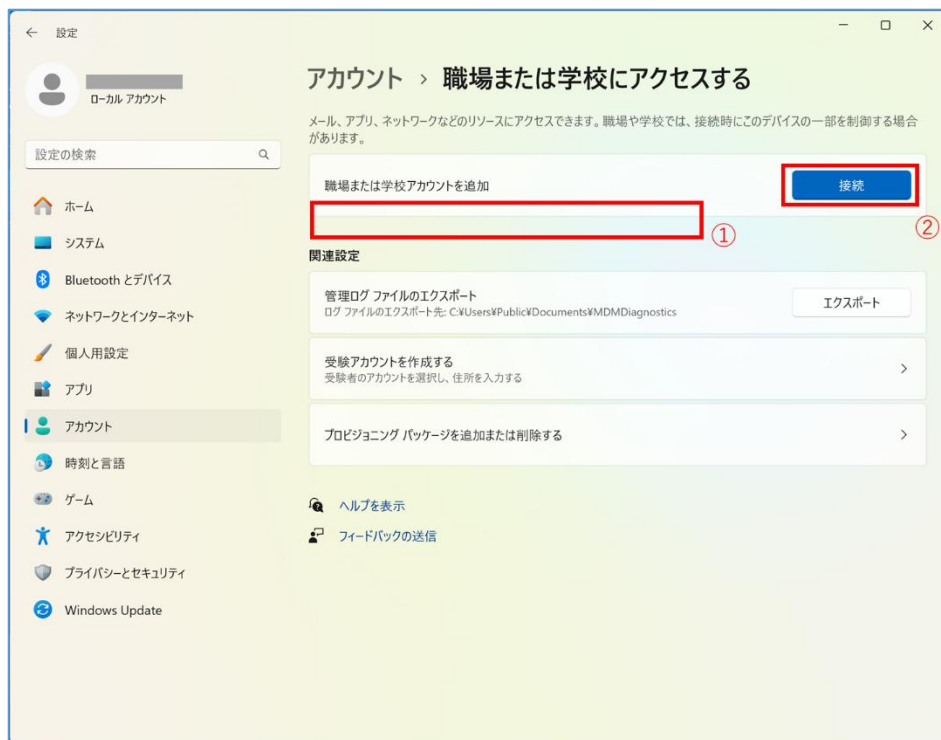 設定
ローカル アカウント
設定の検索
ホーム
システム
Bluetooth とデバイス
ネットワークとインターネット
個人用設定
アプリ
アカウント
時刻と言語
ゲーム
アクセシビリティ
プライバシーとセキュリティ
Windows Update
アカウント › 職場または学校にアクセスする
メール、アプリ、ネットワークなどのリソースにアクセスできます。職場や学校では、接続時にこのデバイスの一部を制御する場合
があります。
職場または学校アカウントを追加
接続
①
②
関連設定
管理ログ ファイルのエクスポート
ログ ファイルのエクスポート先: C:¥Users¥Public¥Documents¥MDMDiagnostics
エクスポート
受験アカウントを作成する
受験者のアカウントを選択し、住所を入力する
プロビジョニング パッケージを追加または削除する
ヘルプを表示
フィードバックの送信